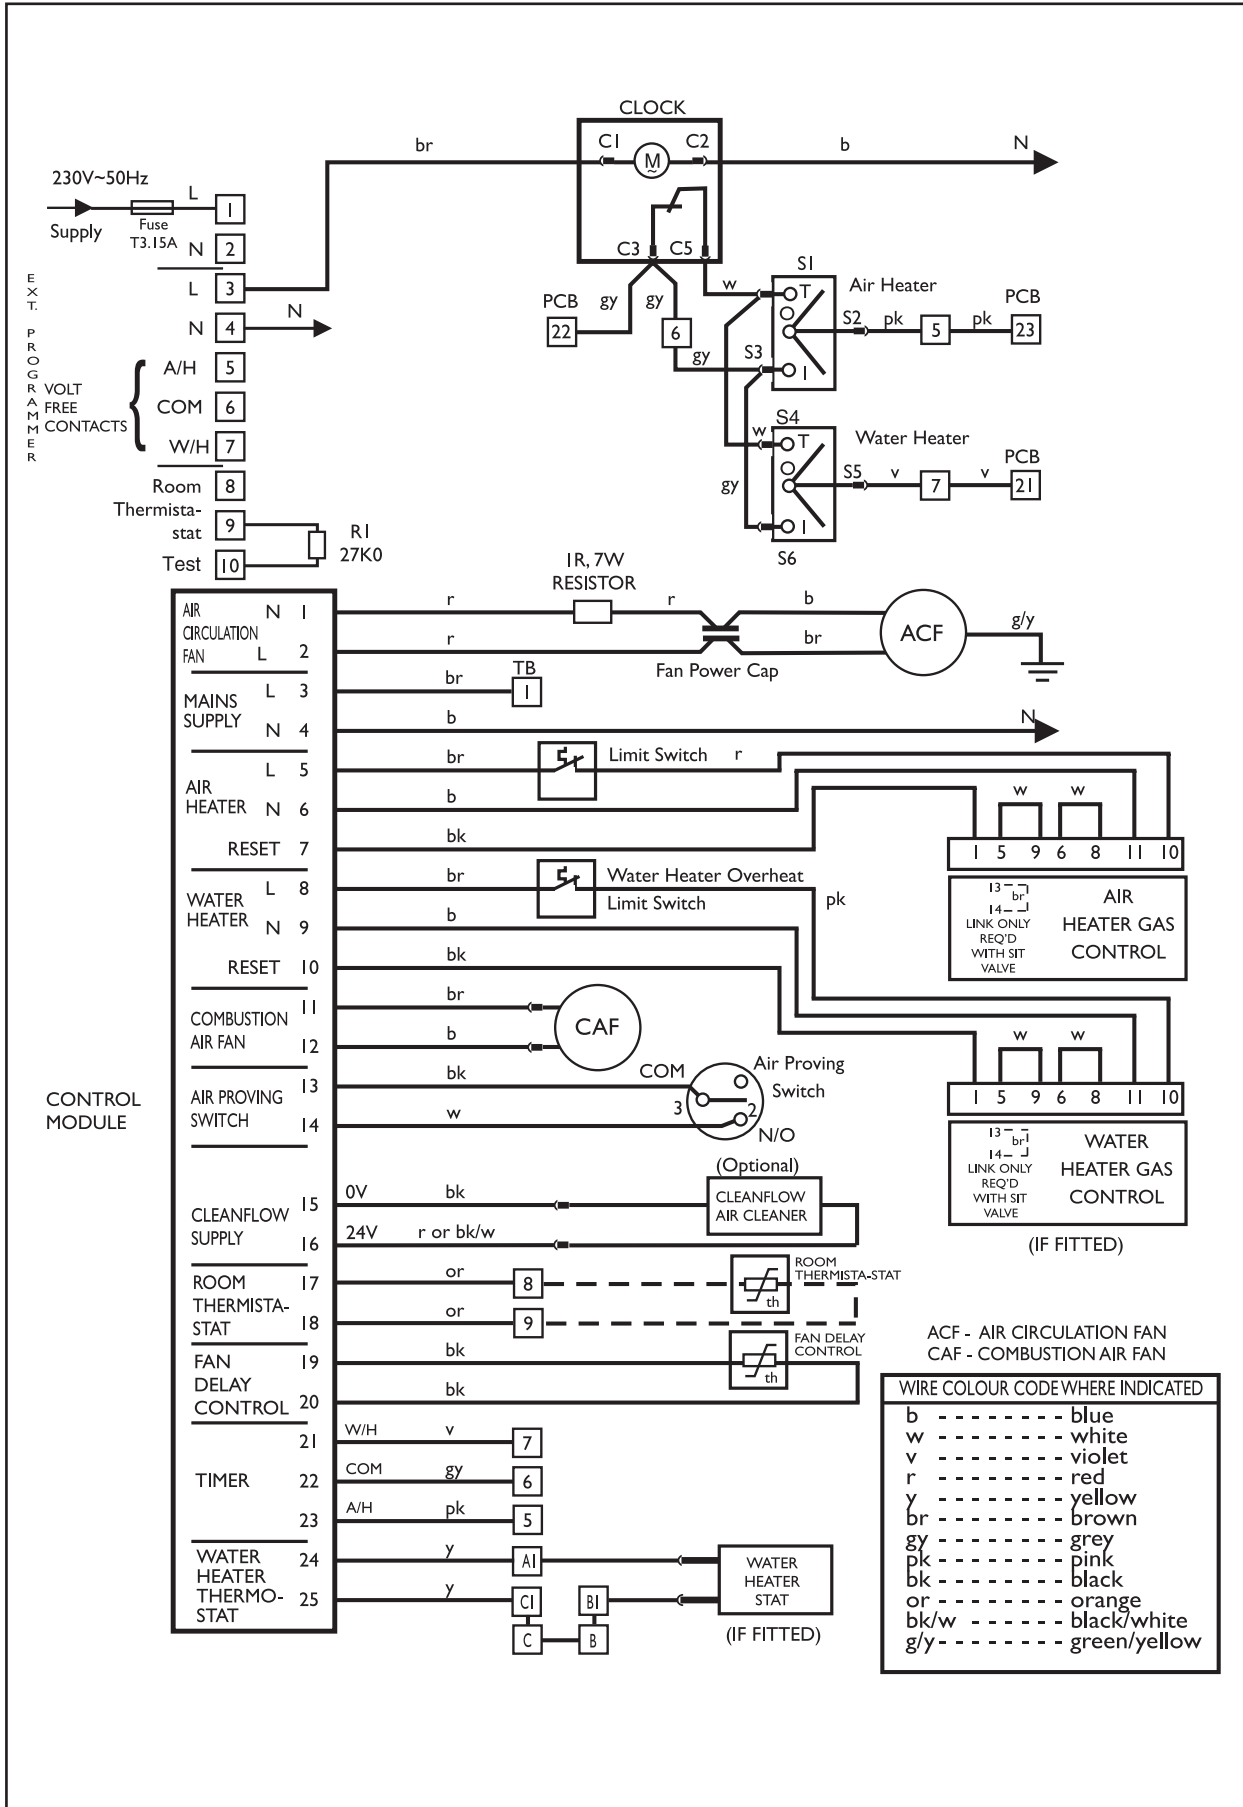 CLOCK
br
C1
M
~
C2
b
N
230V~50Hz
L
1
Supply
Fuse
T3.15A
N
2
C3
C5
EXT. PROGRAMMER
L
3
N
4
N
VOLT
FREE
CONTACTS
A/H
5
COM
6
W/H
7
Room
8
Thermista-
stat
9
Test
10
R1
27K0
PCB
22
gy
gy
6
gy
w
S1
T
I
S3
Air Heater
S2
pk
5
pk
PCB
23
S4
w
T
gy
I
S6
Water Heater
S5
v
7
v
PCB
21
CONTROL
MODULE
AIR
CIRCULATION
FAN
N 1
L 2
r
1R, 7W
RESISTOR
r
r
b
br
Fan Power Cap
ACF
g/y
MAINS
SUPPLY
L 3
N 4
br
TB
1
b
N
AIR
HEATER
L 5
N 6
RESET 7
br
Limit Switch
r
b
bk
w
w
1 5 9 6 8 11 10
13
br
14
LINK ONLY
REQ'D
WITH SIT
VALVE
AIR
HEATER GAS
CONTROL
WATER
HEATER
L 8
N 9
RESET 10
br
Water Heater Overheat
Limit Switch
pk
b
bk
COMBUSTION
AIR FAN
11
12
br
b
CAF
w
w
1 5 9 6 8 11 10
13
br
14
LINK ONLY
REQ'D
WITH SIT
VALVE
WATER
HEATER GAS
CONTROL
(IF FITTED)
AIR PROVING
SWITCH
13
14
bk
w
COM
3
2
N/O
Air Proving
Switch
CLEANFLOW
SUPPLY
15
16
0V
bk
24V
r or bk/w
(Optional)
CLEANFLOW
AIR CLEANER
ROOM
THERMISTA-
STAT
17
18
or
8
or
9
ROOM
THERMISTA-STAT
th
FAN
DELAY
CONTROL
19
20
bk
bk
FAN DELAY
CONTROL
th
TIMER
21
22
23
W/H
v
7
COM
gy
6
A/H
pk
5
WATER
HEATER
THERMO-
STAT
24
25
y
A1
y
C1
C
B
B1
WATER
HEATER
STAT
(IF FITTED)
ACF - AIR CIRCULATION FAN
CAF - COMBUSTION AIR FAN
WIRE COLOUR CODE WHERE INDICATED
b - - - - - - - - blue
w - - - - - - - - white
v - - - - - - - - violet
r - - - - - - - - red
y - - - - - - - - yellow
br - - - - - - - - brown
gy - - - - - - - - grey
pk - - - - - - - - pink
bk - - - - - - - - black
or - - - - - - - - orange
bk/w - - - - - - black/white
g/y - - - - - - - green/yellow